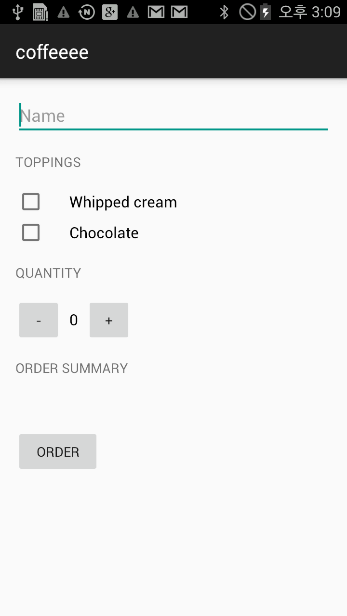 오후 3:09
coffeeee
Name
TOPPINGS
Whipped cream
Chocolate
QUANTITY
- 0 +
ORDER SUMMARY
ORDER